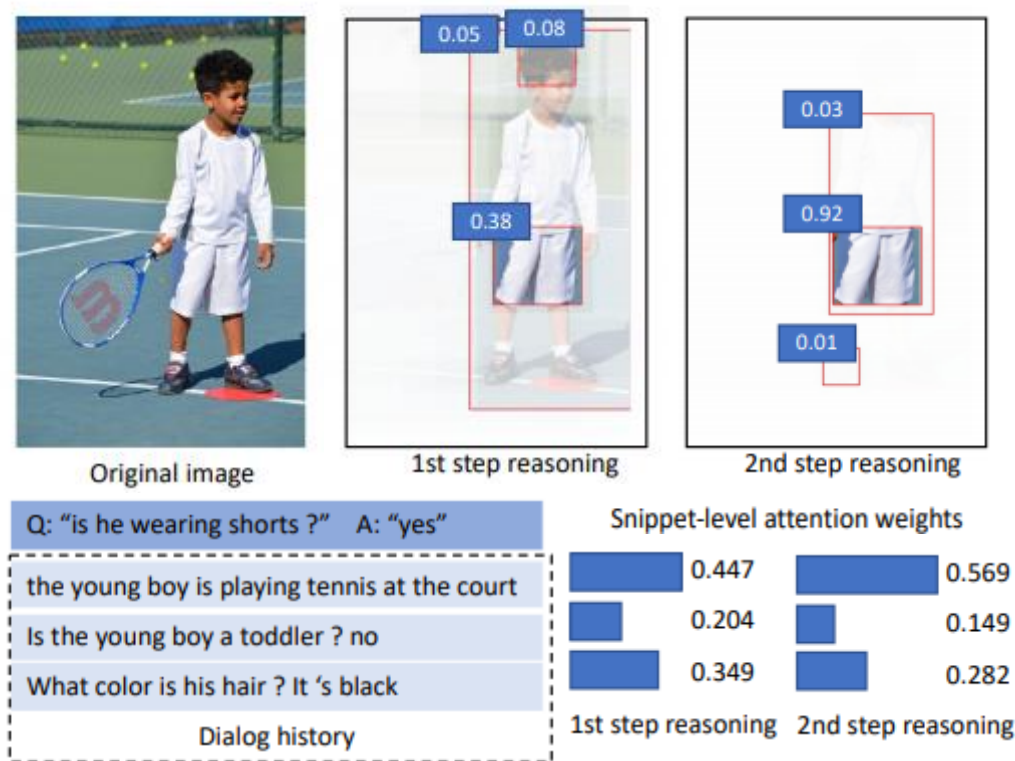 0.05 0.08
0.38
0.03
0.92
0.01
m
Original image
1st step reasoning
2nd step reasoning
Q: “is he wearing shorts ?” A: “yes”
the young boy is playing tennis at the court
Is the young boy a toddler ? no
What color is his hair ? It ‘s black
Dialog history
Snippet-level attention weights
0.447 0.569
0.204 0.149
0.349 0.282
1st step reasoning 2nd step reasoning